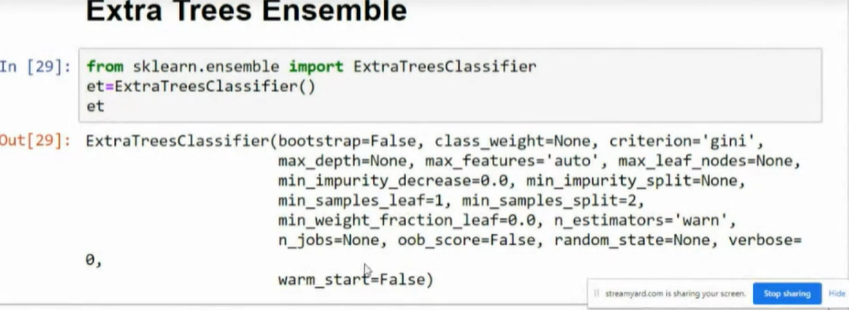 Extra Trees Ensemble
In [29]:
from sklearn.ensemble import ExtraTreesClassifier
et=ExtraTreesClassifier()
et
Out[29]:
ExtraTreesClassifier(bootstrap=False, class_weight=None, criterion='gini',
max_depth=None, max_features='auto', max_leaf_nodes=None,
min_impurity_decrease=0.0, min_impurity_split=None,
min_samples_leaf=1, min_samples_split=2,
min_weight_fraction_leaf=0.0, n_estimators='warn',
n_jobs=None, oob_score=False, random_state=None, verbose=
0,
warm_start=False)
streamyard.com is sharing your screen.
Stop sharing
Hide